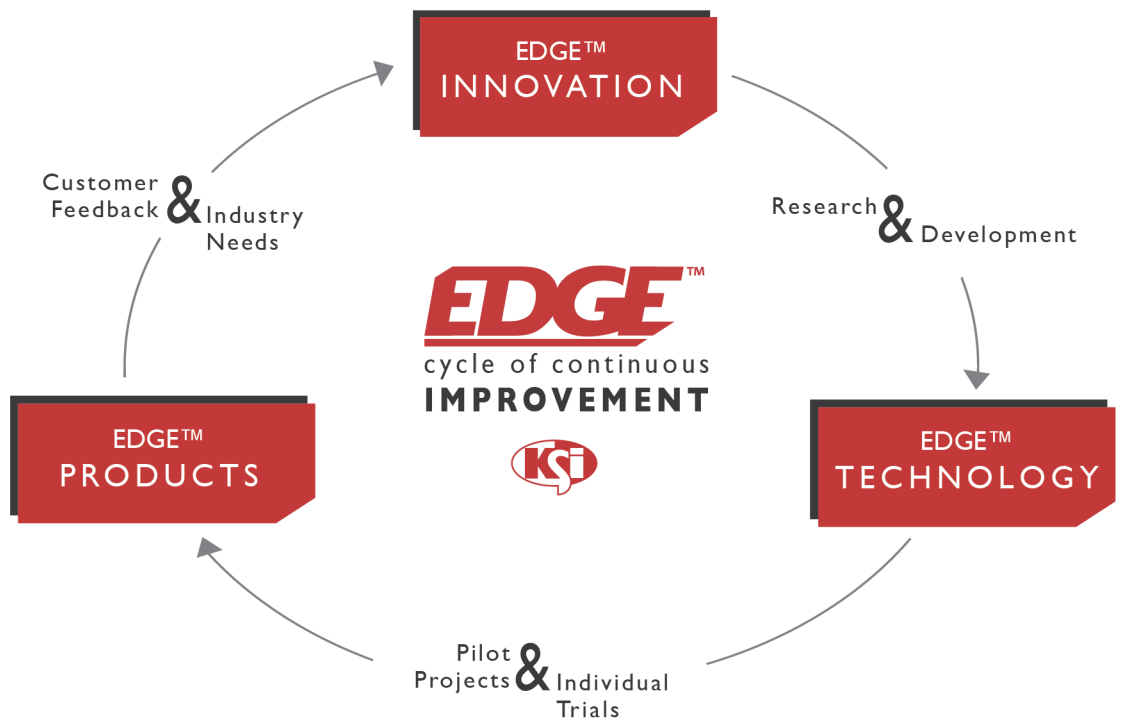 EDGE™
INNOVATION
Customer
Feedback
&
Industry
Needs
Research
&
Development
EDGE™
cycle of continuous
IMPROVEMENT
KSi
EDGE™
PRODUCTS
EDGE™
TECHNOLOGY
Pilot
Projects
&
Individual
Trials